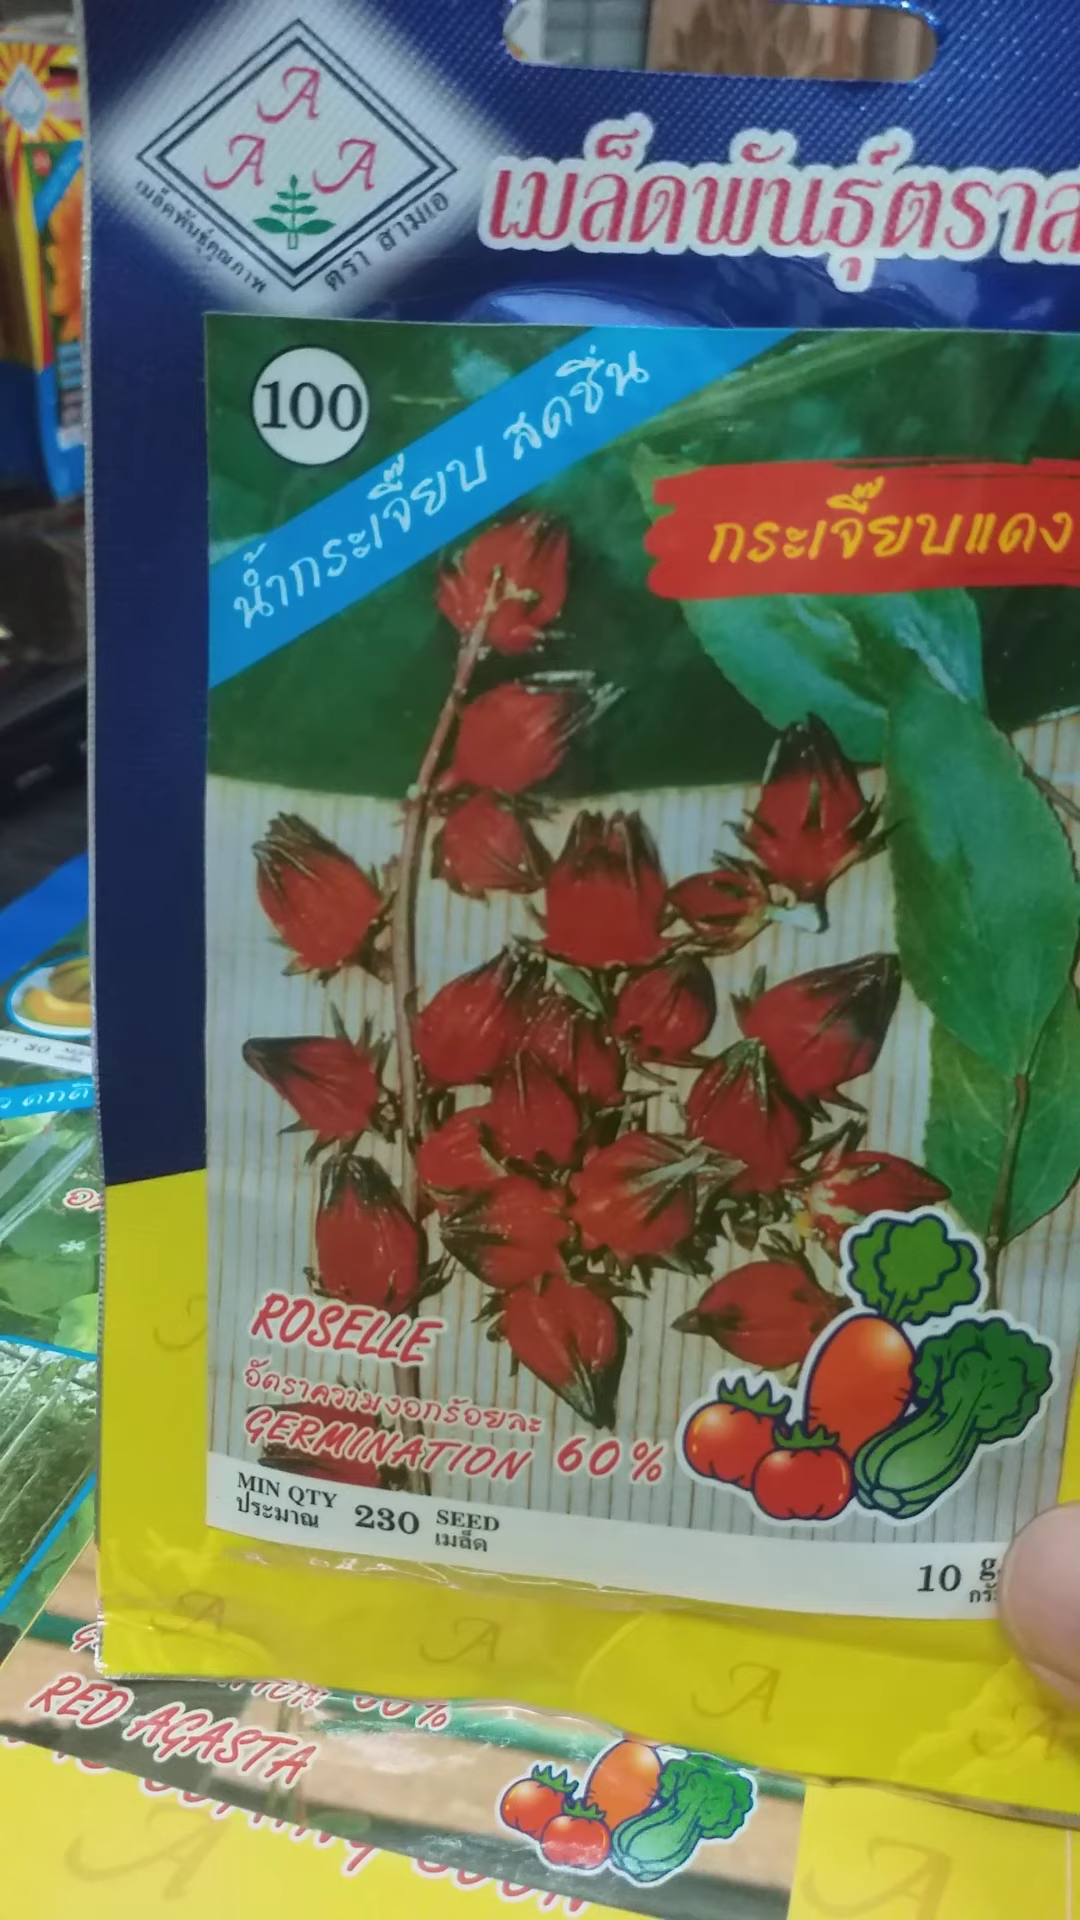 A
A A
เมล็ดพันธุ์คุณภาพ ตรา สามเอ
เมล็ดพันธุ์ตรา
100
น้ำกระเจี๊ยบ สดชื่น
กระเจี๊ยบแดง
ROSELLE
อัตราความงอกร้อยละ
GERMINATION 60%
MIN QTY
ประมาณ
230
SEED
เมล็ด
10 g.
RED AGASTA